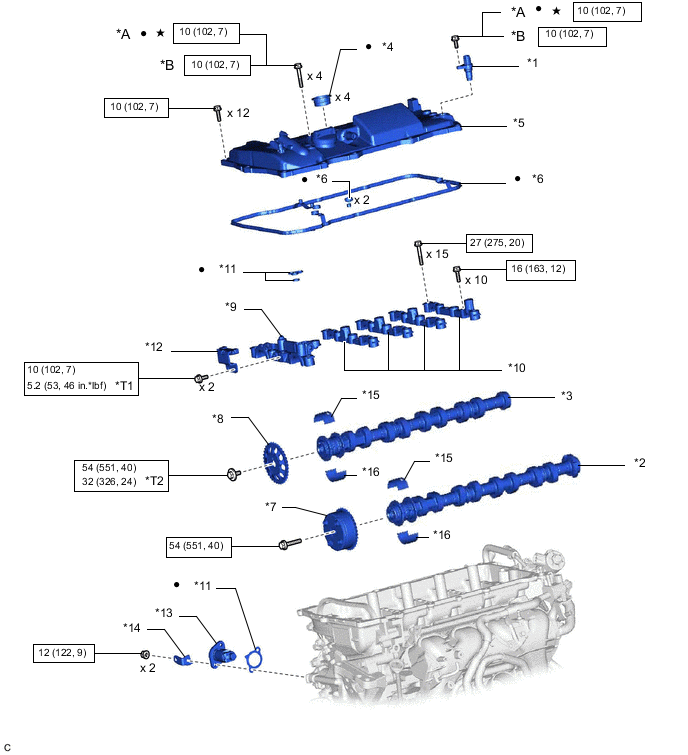 *A ● ★ 10 (102, 7)
*B 10 (102, 7)
*A ● ★ 10 (102, 7)
*B 10 (102, 7)
● *4
x 4
x 4
*1
10 (102, 7)
x 12
*5
● *6
x 2
● *6
27 (275, 20)
x 15
16 (163, 12)
x 10
● *11
*9
*12
*10
10 (102, 7)
5.2 (53, 46 in.*lbf) *T1
x 2
*15
*3
*8
*16
*15
*2
54 (551, 40)
32 (326, 24) *T2
*7
*16
54 (551, 40)
● *11
*13
*14
12 (122, 9)
x 2
C